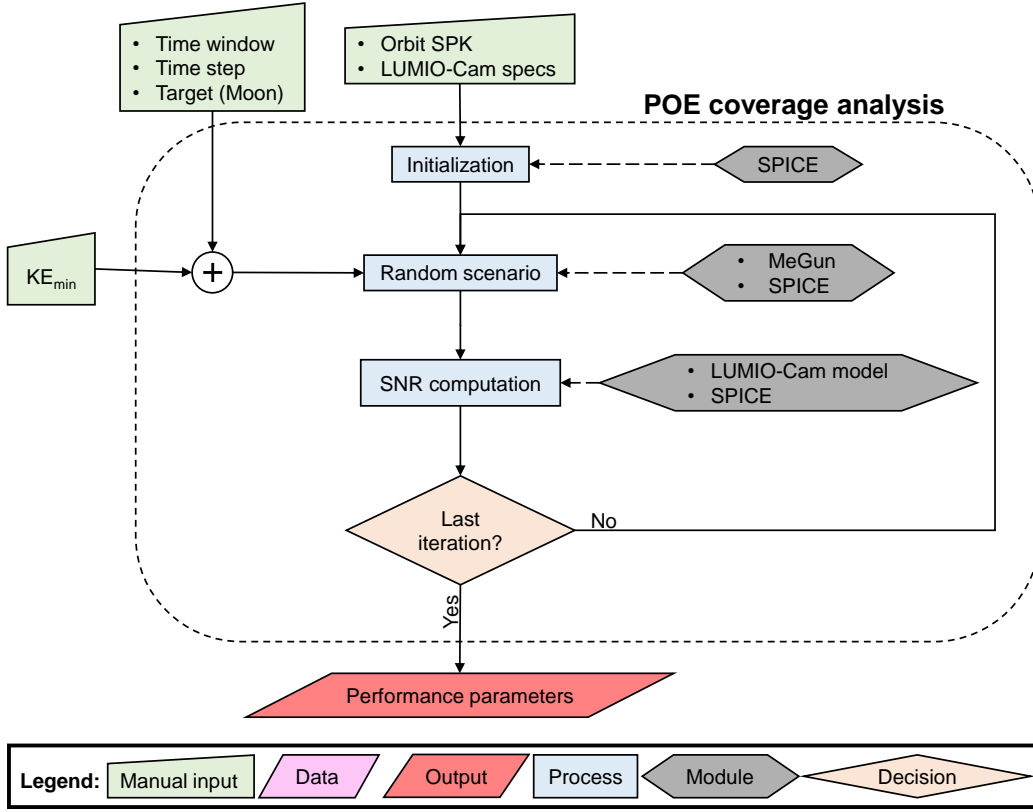 • Time window
• Time step
• Target (Moon)
• Orbit SPK
• LUMIO-Cam specs
POE coverage analysis
Initialization
SPICE
KEmin
+
Random scenario
• MeGun
• SPICE
SNR computation
• LUMIO-Cam model
• SPICE
Last
iteration?
No
Yes
Performance parameters
Legend: Manual input Data Output Process Module Decision